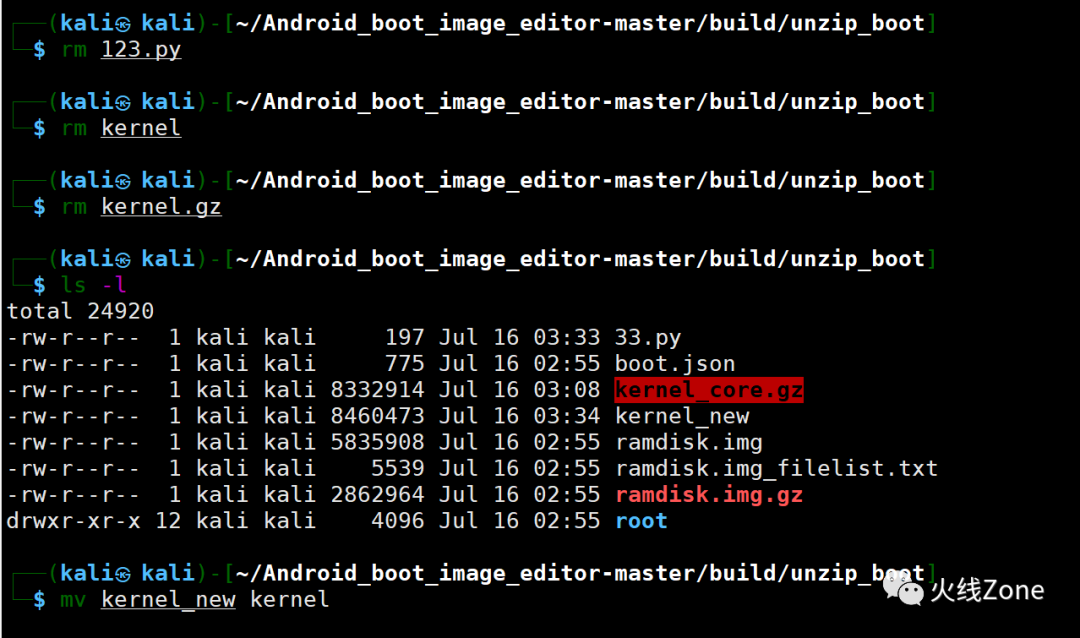 ┌──(kali㉿kali)-[~/Android_boot_image_editor-master/build/unzip_boot]
└─$ rm 123.py
┌──(kali㉿kali)-[~/Android_boot_image_editor-master/build/unzip_boot]
└─$ rm kernel
┌──(kali㉿kali)-[~/Android_boot_image_editor-master/build/unzip_boot]
└─$ rm kernel.gz
┌──(kali㉿kali)-[~/Android_boot_image_editor-master/build/unzip_boot]
└─$ ls -l
total 24920
-rw-r--r--  1 kali kali     197 Jul 16 03:33 33.py
-rw-r--r--  1 kali kali     775 Jul 16 02:55 boot.json
-rw-r--r--  1 kali kali 8332914 Jul 16 03:08 kernel_core.gz
-rw-r--r--  1 kali kali 8460473 Jul 16 03:34 kernel_new
-rw-r--r--  1 kali kali 5835908 Jul 16 02:55 ramdisk.img
-rw-r--r--  1 kali kali    5539 Jul 16 02:55 ramdisk.img_filelist.txt
-rw-r--r--  1 kali kali 2862964 Jul 16 02:55 ramdisk.img.gz
drwxr-xr-x 12 kali kali    4096 Jul 16 02:55 root
┌──(kali㉿kali)-[~/Android_boot_image_editor-master/build/unzip_boot]
└─$ mv kernel_new kernel
火线Zone